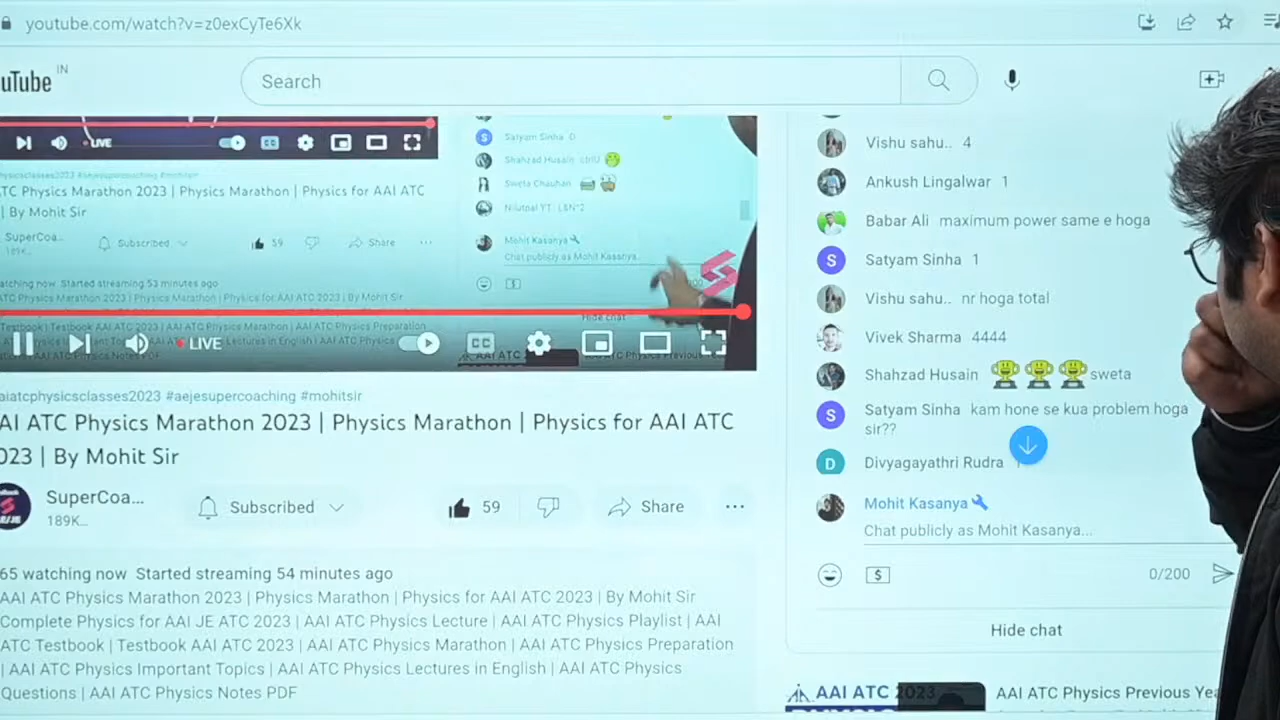 youtube.com/watch?v=z0exCyTe6Xk
uTube IN
Search
LIVE
aiatcphysicsclasses2023 #aejesupercoaching #mohitsir
TC Physics Marathon 2023 | Physics Marathon | Physics for AAI ATC
| By Mohit Sir
SuperCoa...
189K...
Subscribed
59
Share
...
atching now Started streaming 53 minutes ago
ATC Physics Marathon 2023 | Physics Marathon | Physics for AAI ATC 2023 | By Mohit Sir
Testbook | Testbook AAI ATC 2023 | AAI ATC Physics Marathon | AAI ATC Physics Preparation
Satyam Sinha :D
Shahzad Husain
Sweta Chauhan
Mohit Kasanya
Chat publicly as Mohit Kasanya...
Hide chat
LIVE
CC
aiatcphysicsclasses2023 #aejesupercoaching #mohitsir
AI ATC Physics Marathon 2023 | Physics Marathon | Physics for AAI ATC
023 | By Mohit Sir
SuperCoa...
189K...
Subscribed
59
Share
...
65 watching now Started streaming 54 minutes ago
AAI ATC Physics Marathon 2023 | Physics Marathon | Physics for AAI ATC 2023 | By Mohit Sir
Complete Physics for AAI JE ATC 2023 | AAI ATC Physics Lecture | AAI ATC Physics Playlist | AAI
ATC Testbook | Testbook AAI ATC 2023 | AAI ATC Physics Marathon | AAI ATC Physics Preparation
| AAI ATC Physics Important Topics | AAI ATC Physics Lectures in English | AAI ATC Physics
Questions | AAI ATC Physics Notes PDF
Vishu sahu.. 4
Ankush Lingalwar 1
Babar Ali maximum power same e hoga
S Satyam Sinha 1
Vishu sahu.. nr hoga total
Vivek Sharma 4444
Shahzad Husain sweta
S Satyam Sinha kam hone se kua problem hoga
sir??
D Divyagayathri Rudra
Mohit Kasanya
Chat publicly as Mohit Kasanya...
$ 0/200
Hide chat
AAI ATC 2023
AAI ATC Physics Previous Yea